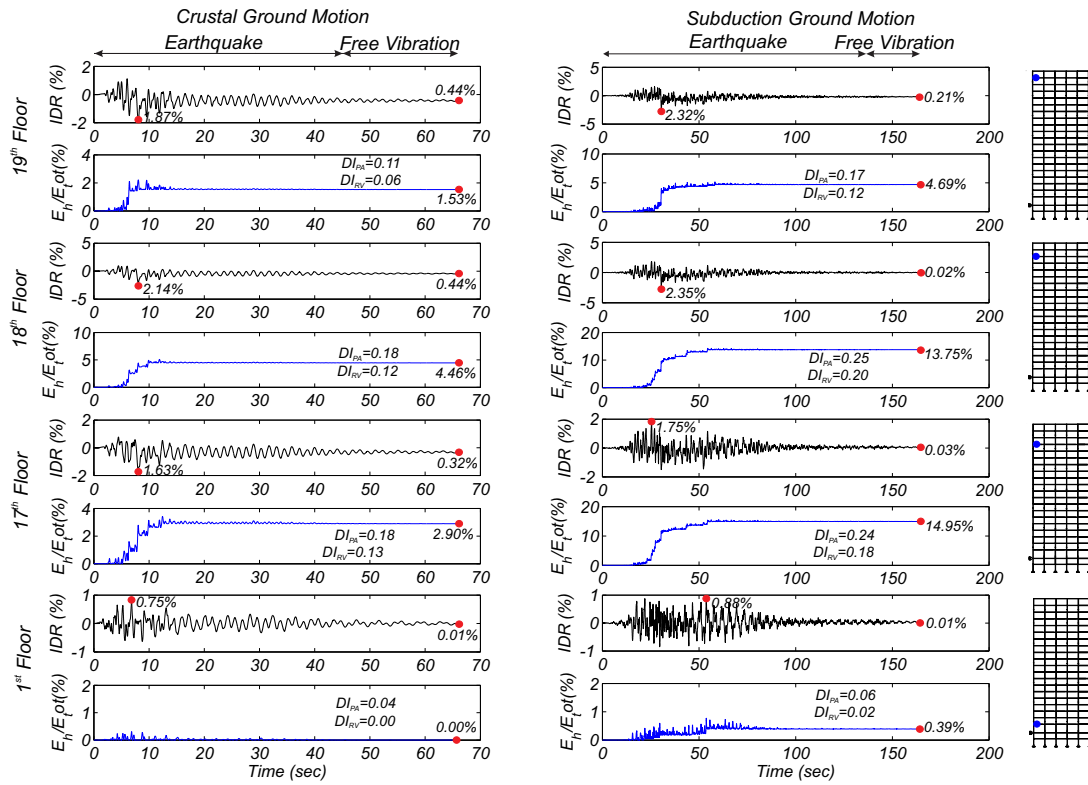 Crustal Ground Motion
Earthquake Free Vibration
19th Floor
IDR (%)
2
0
-2
0.44%
1.87%
0 10 20 30 40 50 60 70
E_h/E_tot(%)
4
2
0
DI_PA=0.11
DI_RV=0.06
1.53%
0 10 20 30 40 50 60 70
18th Floor
IDR (%)
5
0
-5
2.14%
0.44%
0 10 20 30 40 50 60 70
E_h/E_tot(%)
10
5
0
DI_PA=0.18
DI_RV=0.12
4.46%
0 10 20 30 40 50 60 70
17th Floor
IDR (%)
2
0
-2
1.63%
0.32%
0 10 20 30 40 50 60 70
E_h/E_tot(%)
4
2
0
DI_PA=0.18
DI_RV=0.13
2.90%
0 10 20 30 40 50 60 70
1st Floor
IDR (%)
1
0
-1
0.75%
0.01%
0 10 20 30 40 50 60 70
E_h/E_tot(%)
2
1
0
DI_PA=0.04
DI_RV=0.00
0.00%
0 10 20 30 40 50 60 70
Time (sec)
Subduction Ground Motion
Earthquake Free Vibration
IDR (%)
5
0
-5
2.32%
0.21%
0 50 100 150 200
E_h/E_tot(%)
10
5
0
DI_PA=0.17
DI_RV=0.12
4.69%
0 50 100 150 200
IDR (%)
5
0
-5
2.35%
0.02%
0 50 100 150 200
E_h/E_tot(%)
20
10
0
DI_PA=0.25
DI_RV=0.20
13.75%
0 50 100 150 200
IDR (%)
2
0
-2
1.75%
0.03%
0 50 100 150 200
E_h/E_tot(%)
20
10
0
DI_PA=0.24
DI_RV=0.18
14.95%
0 50 100 150 200
IDR (%)
1
0
-1
0.88%
0.01%
0 50 100 150 200
E_h/E_tot(%)
2
1
0
DI_PA=0.06
DI_RV=0.02
0.39%
0 50 100 150 200
Time (sec)